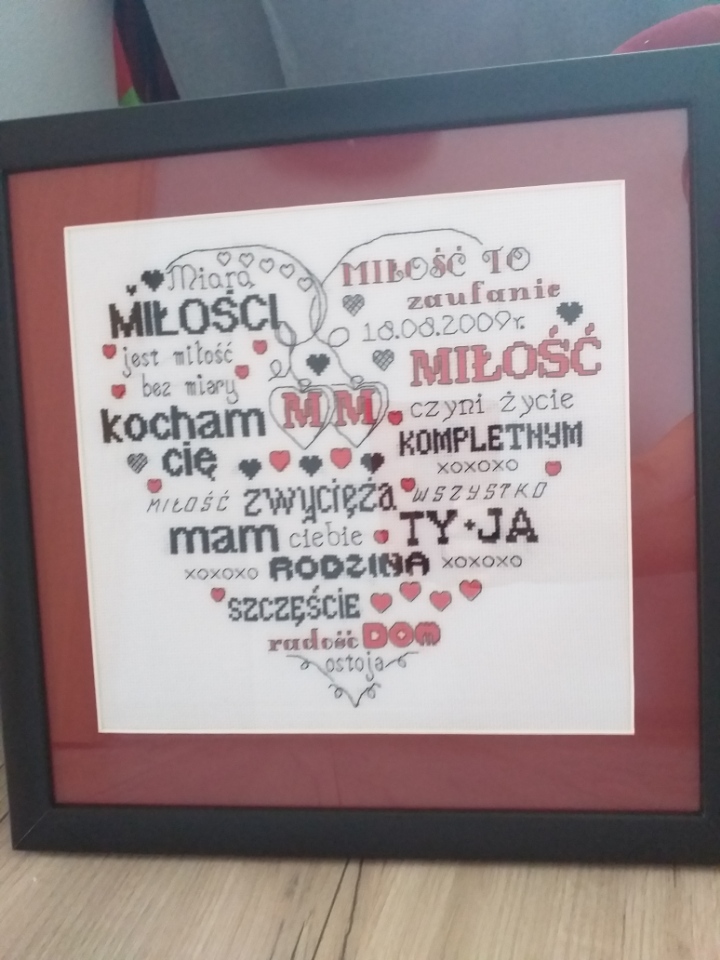 Miarą
MIŁOŚCI
jest miłość
bez miary
kocham
cię
MIŁOŚĆ TO
zaufanie
18.08.2009r.
MIŁOŚĆ
czyni życie
KOMPLETNYM
xoxoxo
M M
MIŁOŚĆ zwycięża WSZYSTKO
mam ciebie TY+JA
xoxoxo RODZINA xoxoxo
SZCZĘŚCIE
radość DOM
ostoja